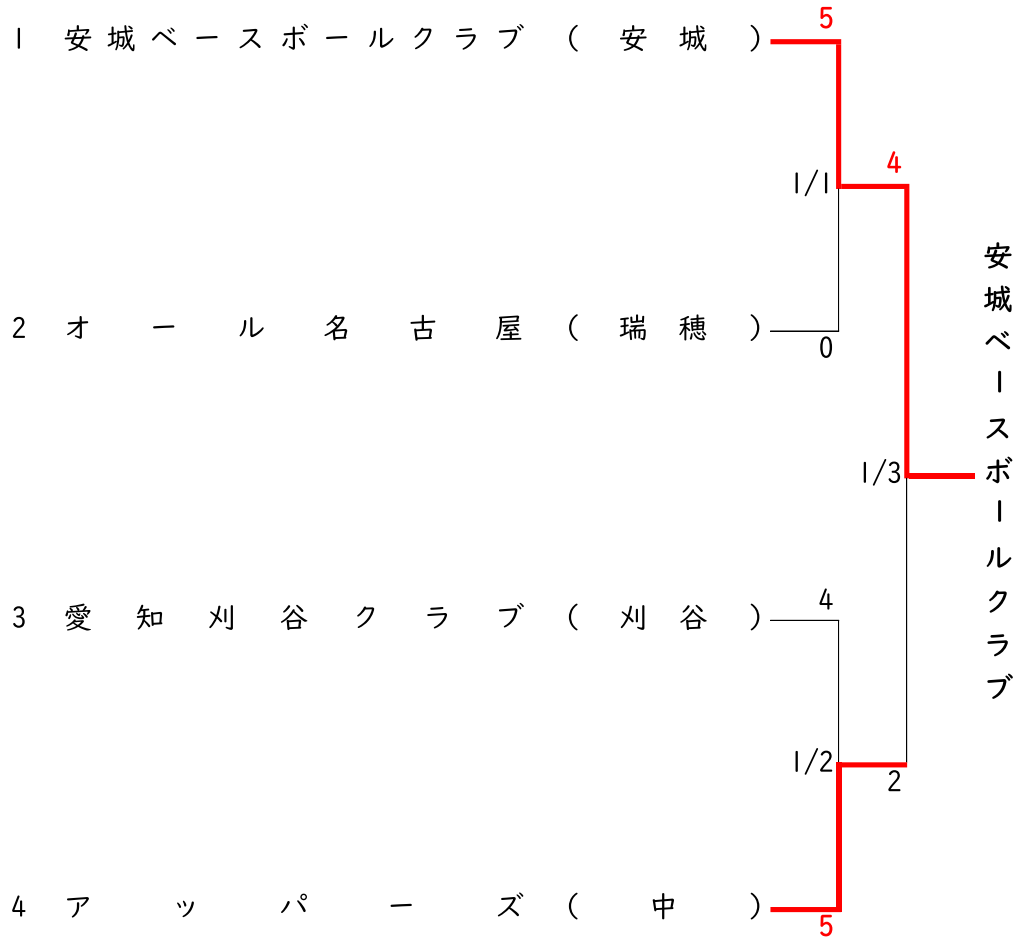 1 安城ベースボールクラブ(安城)
5
4
1/1
2 オール名古屋(瑞穂)
0
安城ベースボールクラブ
1/3
3 愛知刈谷クラブ(刈谷)
4
1/2
2
4 アッパーズ(中)
5